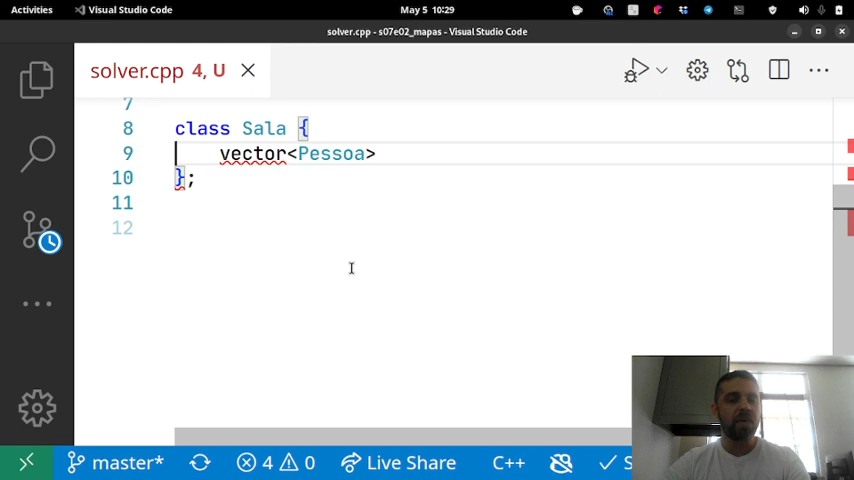 Activities Visual Studio Code May 5 10:29
solver.cpp - s07e02_mapas - Visual Studio Code
solver.cpp 4, U
7
8 class Sala {
9 vector<Pessoa>
10 };
11
12
master* 4 0 Live Share C++